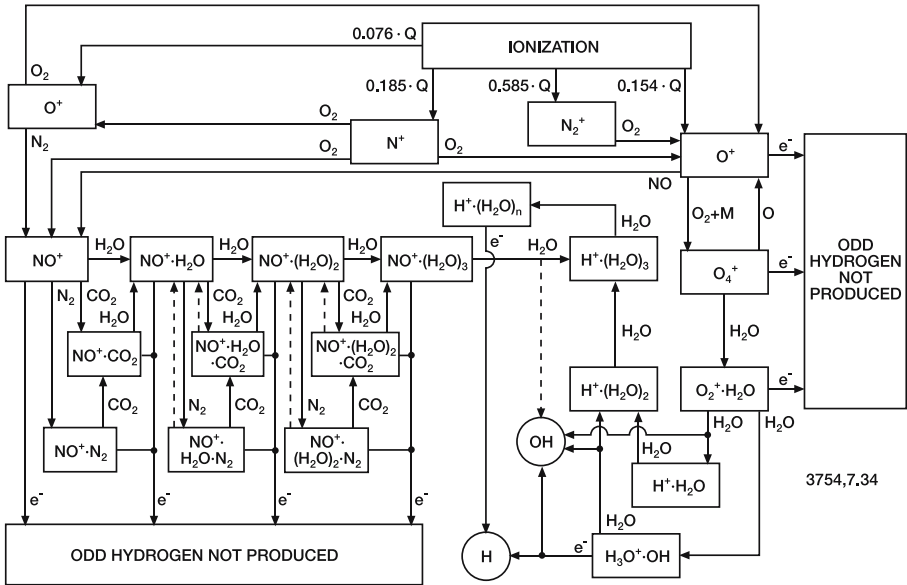 0.076 · Q
IONIZATION
O₂
0.185 · Q
0.585 · Q
0.154 · Q
O⁺
O₂
N₂⁺
O₂
N₂
O₂
N⁺
O₂
O⁺
e⁻
NO
H⁺·(H₂O)ₙ
H₂O
O₂+M
O
e⁻
NO⁺
H₂O
NO⁺·H₂O
H₂O
NO⁺·(H₂O)₂
H₂O
NO⁺·(H₂O)₃
H₂O
H⁺·(H₂O)₃
O₄⁺
e⁻
ODD
HYDROGEN
NOT
PRODUCED
N₂
CO₂
H₂O
CO₂
H₂O
CO₂
H₂O
NO⁺·CO₂
NO⁺·H₂O
·CO₂
NO⁺·(H₂O)₂
·CO₂
H₂O
H₂O
CO₂
N₂
CO₂
N₂
CO₂
H⁺·(H₂O)₂
O₂⁺·H₂O
e⁻
H₂O
H₂O
NO⁺·N₂
NO⁺·
H₂O·N₂
NO⁺·
(H₂O)₂·N₂
OH
H₂O
H⁺·H₂O
3754,7.34
e⁻
e⁻
e⁻
e⁻
H₂O
ODD HYDROGEN NOT PRODUCED
H
e⁻
H₃O⁺·OH